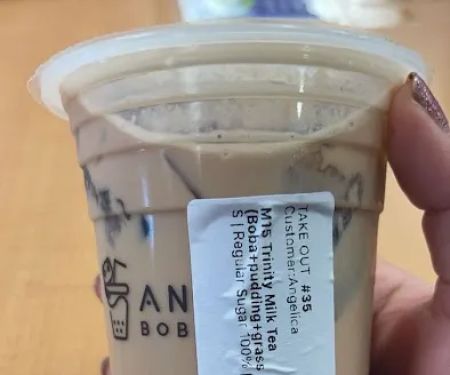 TAKE OUT #35
Customer:Angelica
M15 Trinity Milk Tea
(Boba+pudding+grass
S | Regular Sugar 100%
AN
BOB